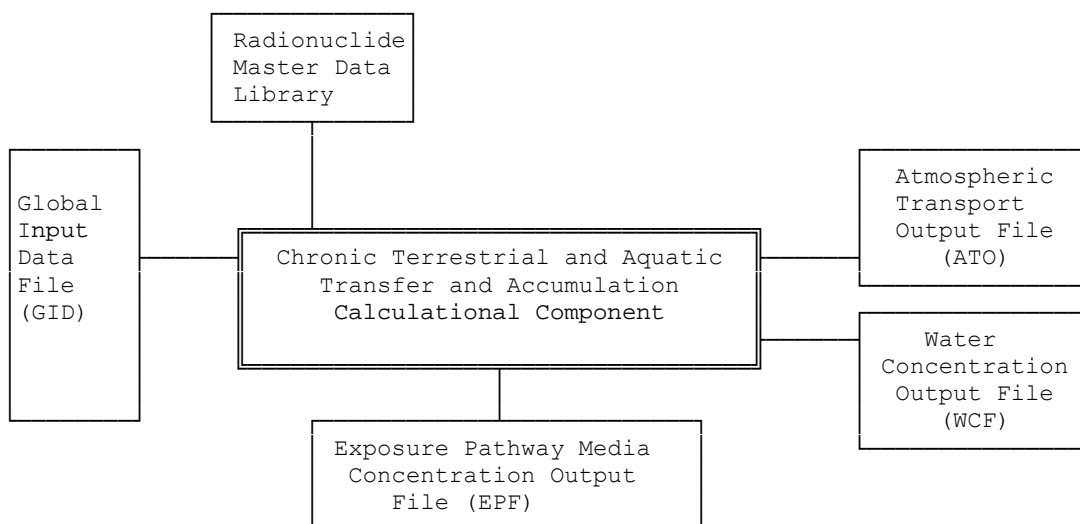 Radionuclide
Master Data
Library
Global
Input
Data
File
(GID)
Chronic Terrestrial and Aquatic
Transfer and Accumulation
Calculational Component
Atmospheric
Transport
Output File
(ATO)
Water
Concentration
Output File
(WCF)
Exposure Pathway Media
Concentration Output
File (EPF)